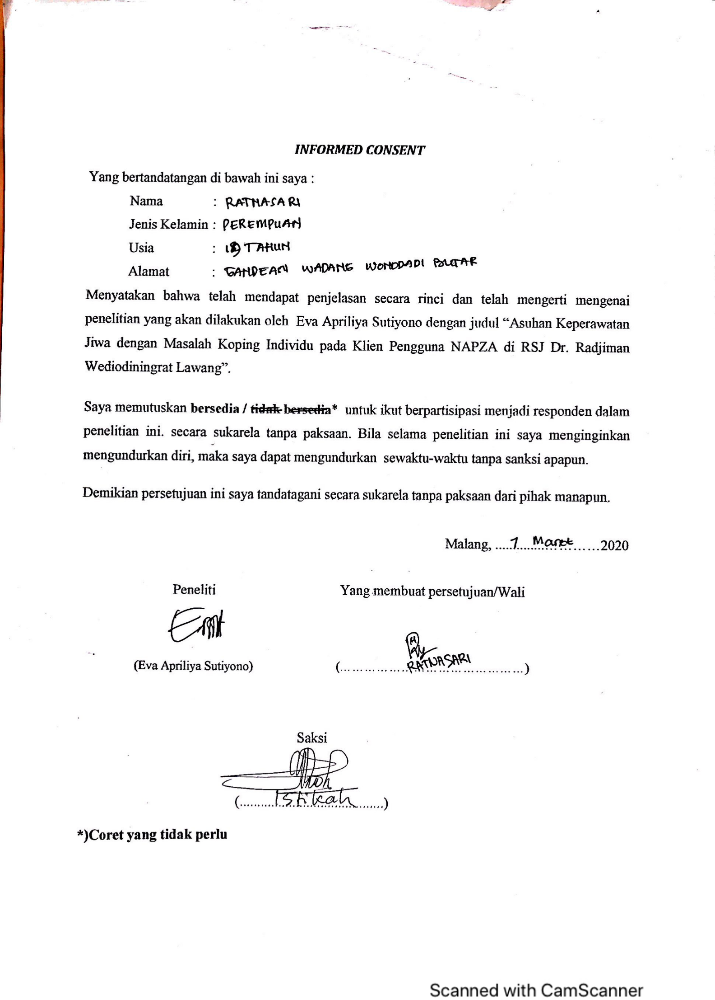 INFORMED CONSENT
Yang bertandatangan di bawah ini saya :
Nama : RATNASARI
Jenis Kelamin : PEREMPUAN
Usia : TAHUN
Alamat : GANDEAN WADANG WONODADI BLITAR
Menyatakan bahwa telah mendapat penjelasan secara rinci dan telah mengerti mengenai
penelitian yang akan dilakukan oleh Eva Apriliya Sutiyono dengan judul “Asuhan Keperawatan
Jiwa dengan Masalah Koping Individu pada Klien Pengguna NAPZA di RSJ Dr. Radjiman
Wediodiningrat Lawang”.
Saya memutuskan bersedia / tidak bersedia* untuk ikut berpartisipasi menjadi responden dalam
penelitian ini. secara sukarela tanpa paksaan. Bila selama penelitian ini saya menginginkan
mengundurkan diri, maka saya dapat mengundurkan sewaktu-waktu tanpa sanksi apapun.
Demikian persetujuan ini saya tandatagani secara sukarela tanpa paksaan dari pihak manapun.
Malang, .....7.... Maret ..........2020
Peneliti Yang membuat persetujuan/Wali
(Eva Apriliya Sutiyono) (.................RATNASARI.................)
Saksi
(..........Istikah..........)
*)Coret yang tidak perlu
Scanned with CamScanner